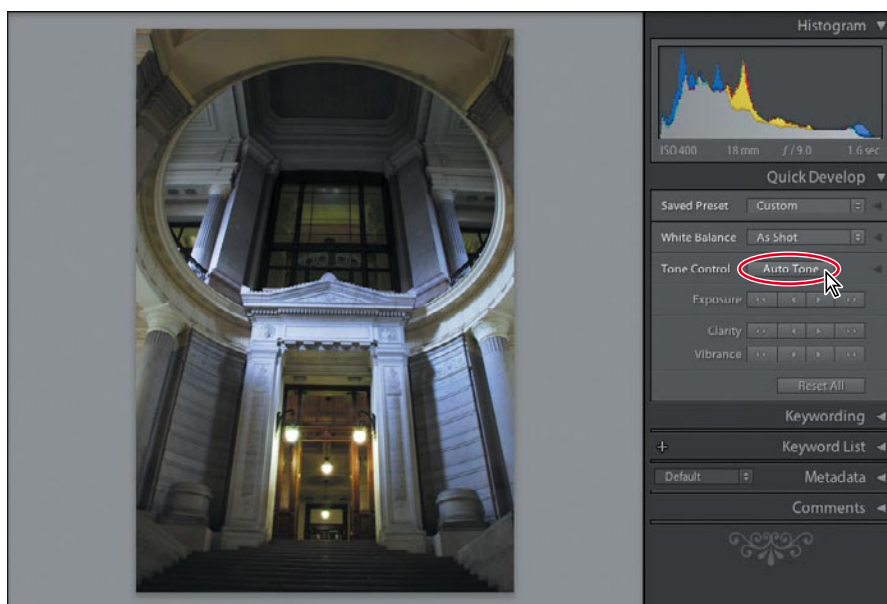 Histogram
ISO 400 18 mm f / 9.0 1.6 sec
Quick Develop
Saved Preset Custom
White Balance As Shot
Tone Control Auto Tone
Exposure
Clarity
Vibrance
Reset All
Keywording
+ Keyword List
Default Metadata
Comments